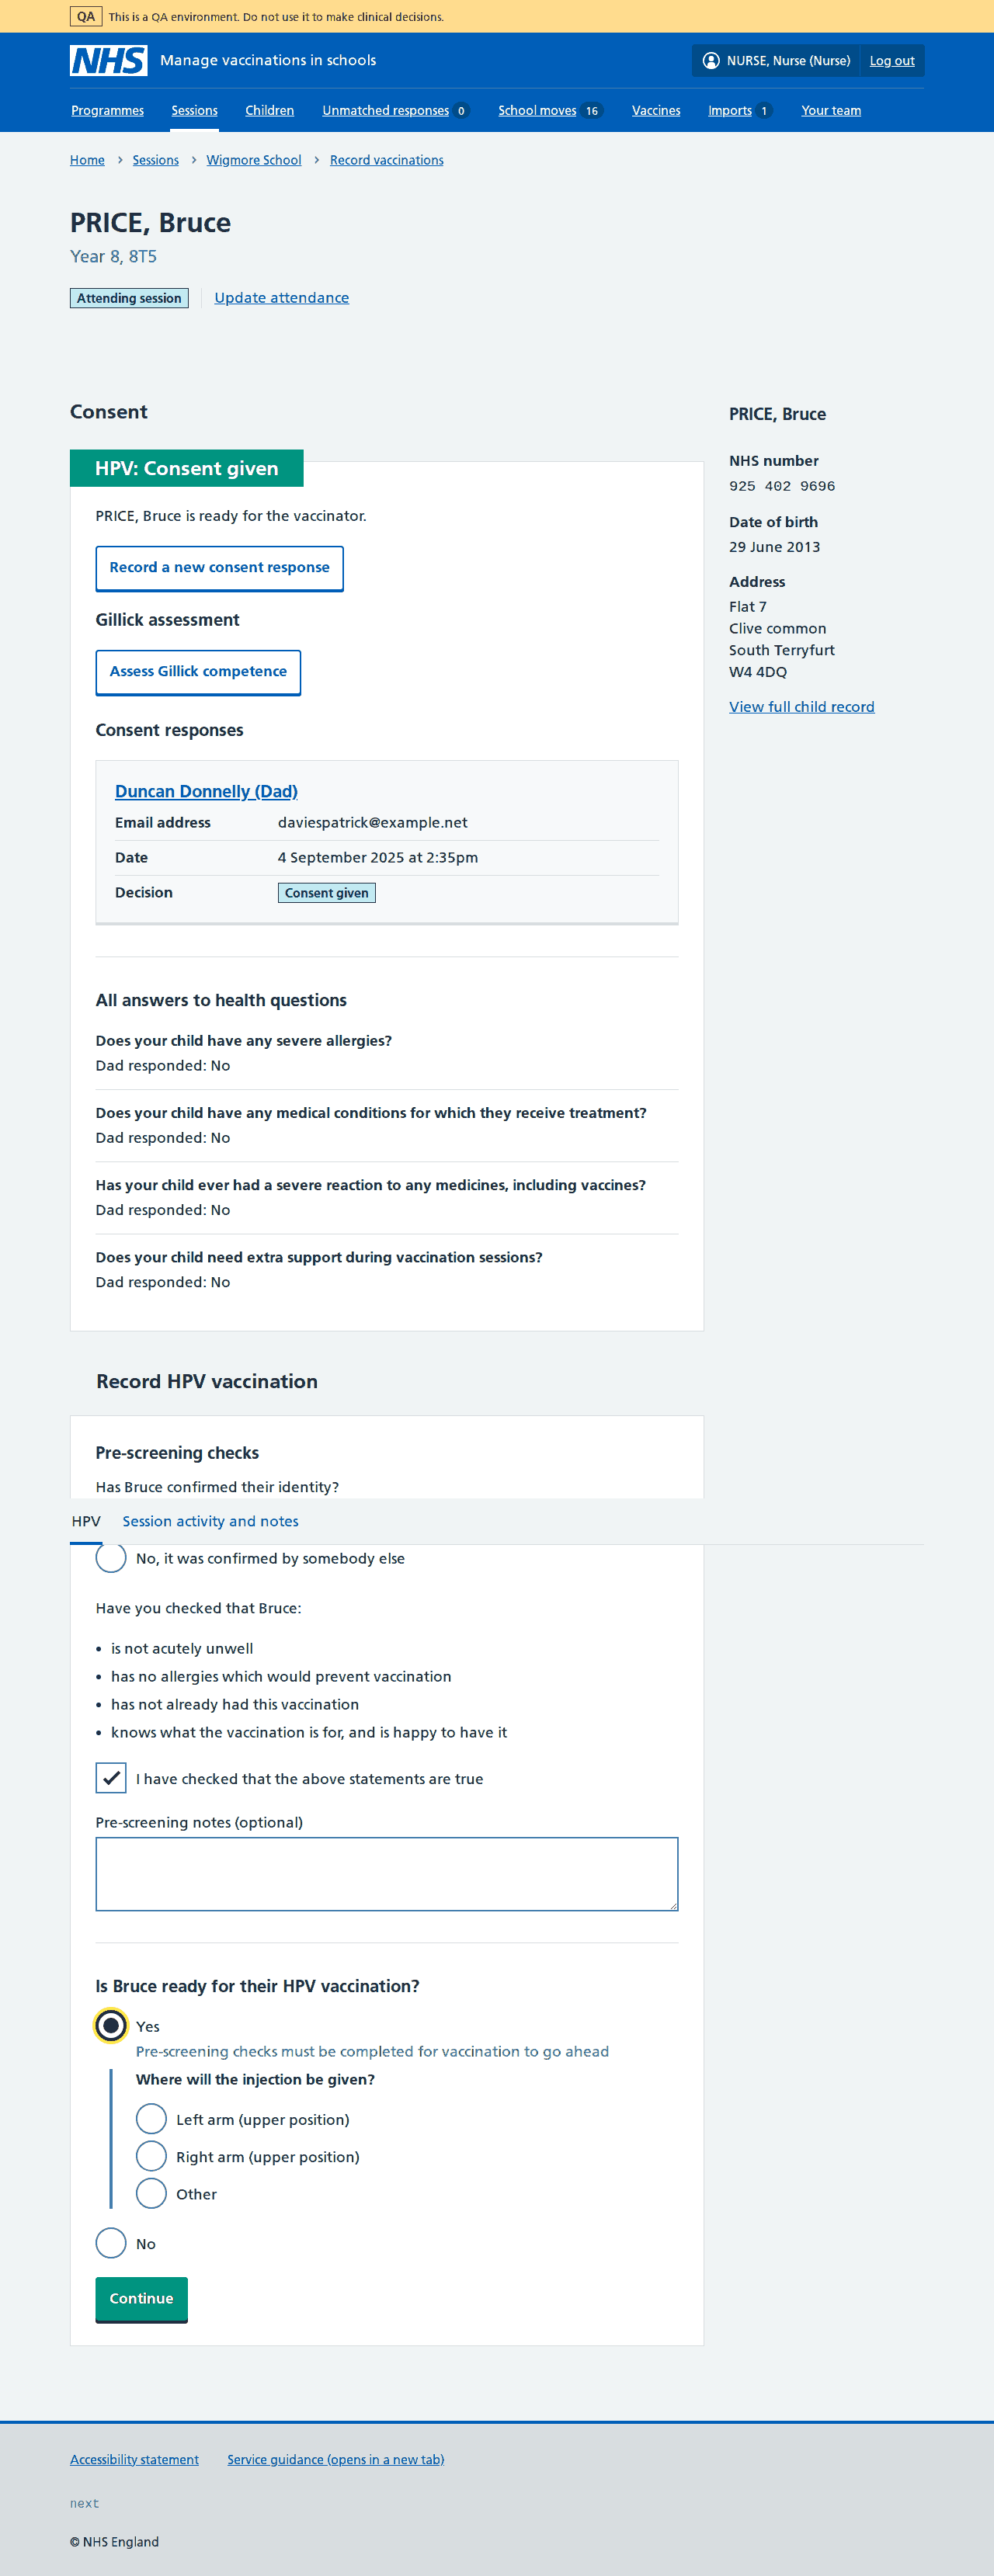 QA This is a QA environment. Do not use it to make clinical decisions.
NHS Manage vaccinations in schools NURSE, Nurse (Nurse) Log out
Programmes Sessions Children Unmatched responses 0 School moves 16 Vaccines Imports 1 Your team
Home > Sessions > Wigmore School > Record vaccinations
PRICE, Bruce
Year 8, 8T5
Attending session Update attendance
Consent
HPV: Consent given
PRICE, Bruce is ready for the vaccinator.
Record a new consent response
Gillick assessment
Assess Gillick competence
Consent responses
Duncan Donnelly (Dad)
Email address daviespatrick@example.net
Date 4 September 2025 at 2:35pm
Decision Consent given
All answers to health questions
Does your child have any severe allergies?
Dad responded: No
Does your child have any medical conditions for which they receive treatment?
Dad responded: No
Has your child ever had a severe reaction to any medicines, including vaccines?
Dad responded: No
Does your child need extra support during vaccination sessions?
Dad responded: No
PRICE, Bruce
NHS number
925 402 9696
Date of birth
29 June 2013
Address
Flat 7
Clive common
South Terryfurt
W4 4DQ
View full child record
Record HPV vaccination
Pre-screening checks
Has Bruce confirmed their identity?
HPV Session activity and notes
No, it was confirmed by somebody else
Have you checked that Bruce:
• is not acutely unwell
• has no allergies which would prevent vaccination
• has not already had this vaccination
• knows what the vaccination is for, and is happy to have it
I have checked that the above statements are true
Pre-screening notes (optional)
Is Bruce ready for their HPV vaccination?
Yes
Pre-screening checks must be completed for vaccination to go ahead
Where will the injection be given?
Left arm (upper position)
Right arm (upper position)
Other
No
Continue
Accessibility statement Service guidance (opens in a new tab)
next
© NHS England